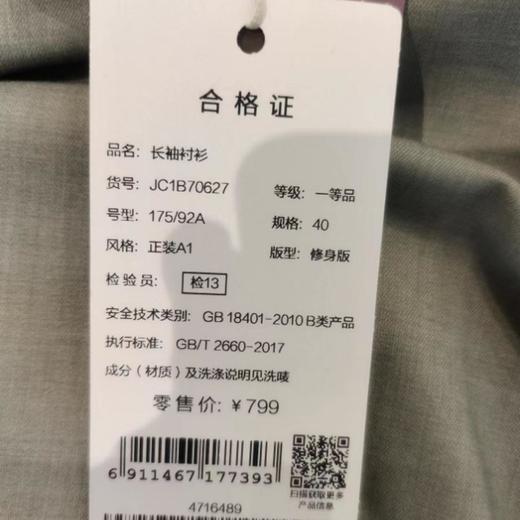 合格证
品名: 长袖衬衫
货号: JC1B70627 等级: 一等品
号型: 175/92A 规格: 40
风格: 正装A1 版型: 修身版
检验员: 检13
安全技术类别: GB 18401-2010 B类产品
执行标准: GB/T 2660-2017
成分（材质）及洗涤说明见洗唛
零售价: ¥799
6 911467 177393
扫描获取更多
产品信息
4716489